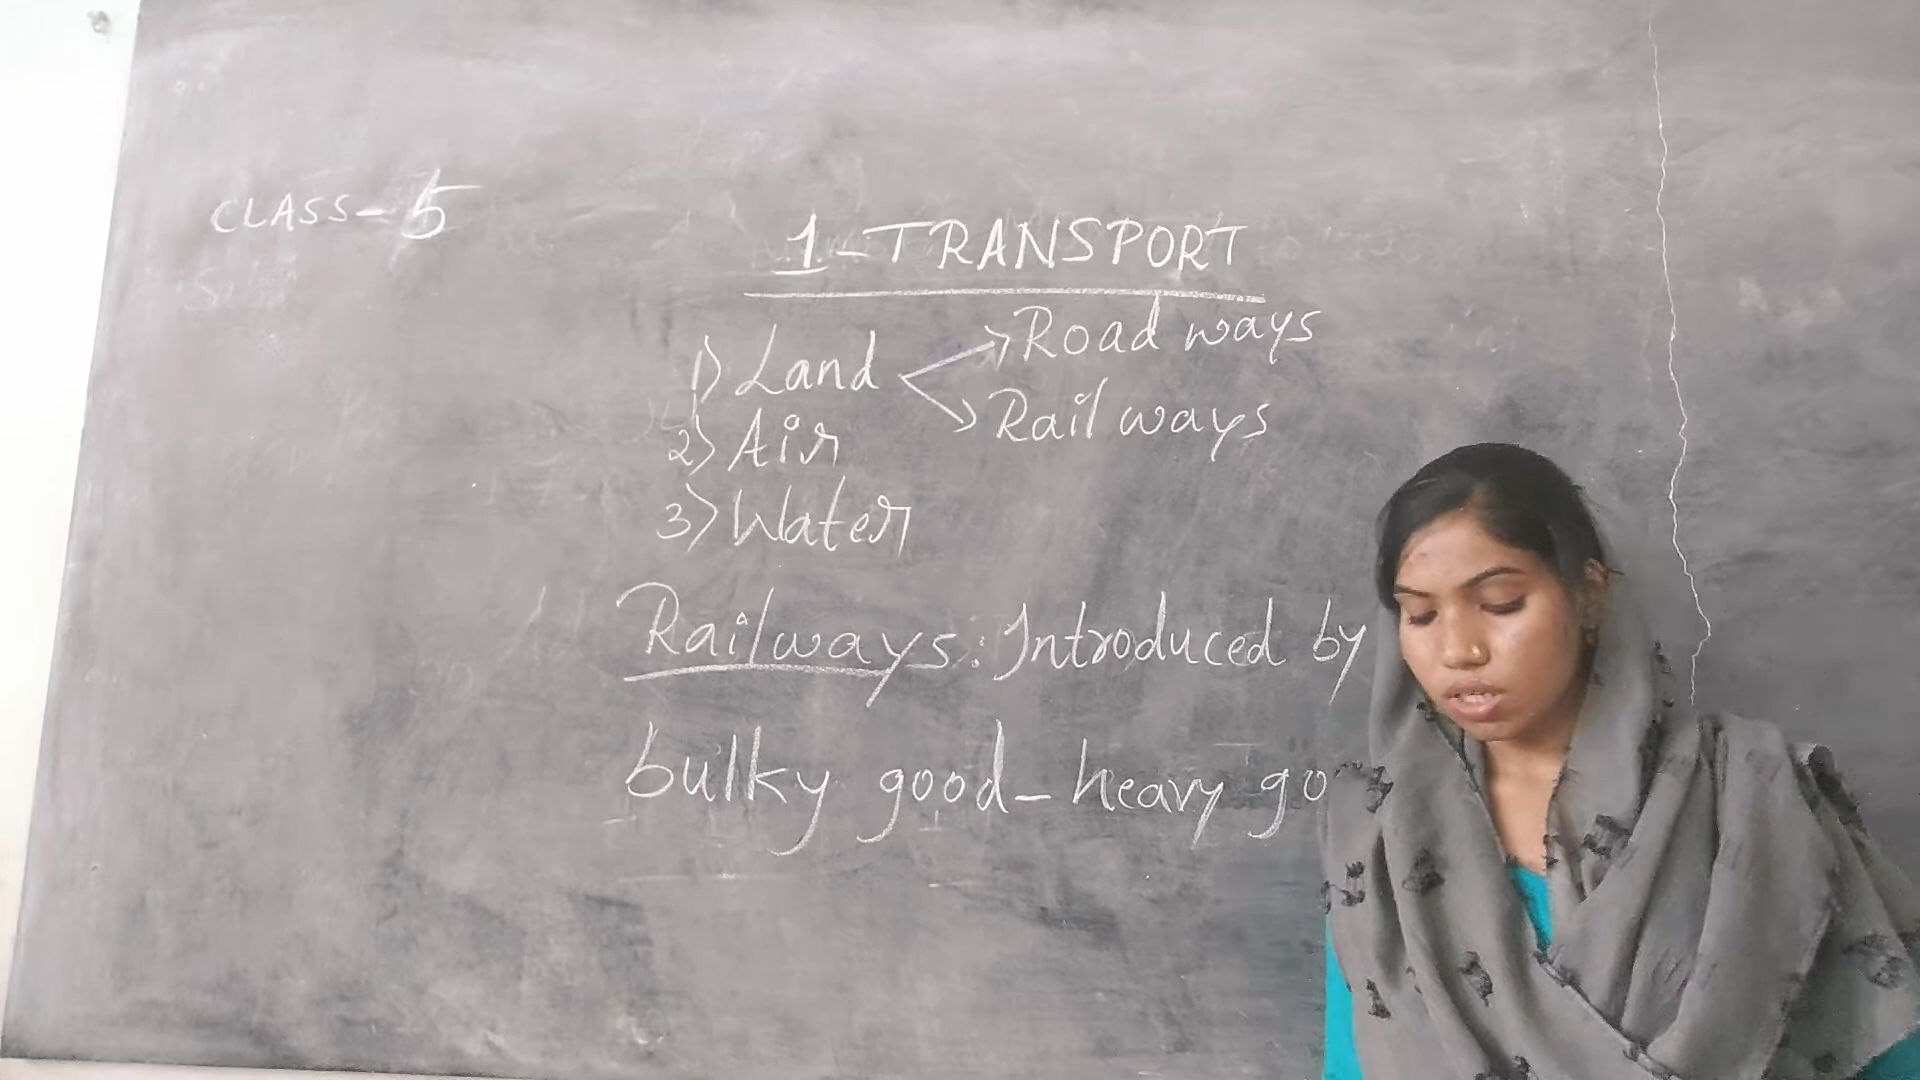 CLASS-5
1-TRANSPORT
1) Land → Road ways
→ Rail ways
2) Air
3) Water
Railways: Introduced by
bulky good - heavy go